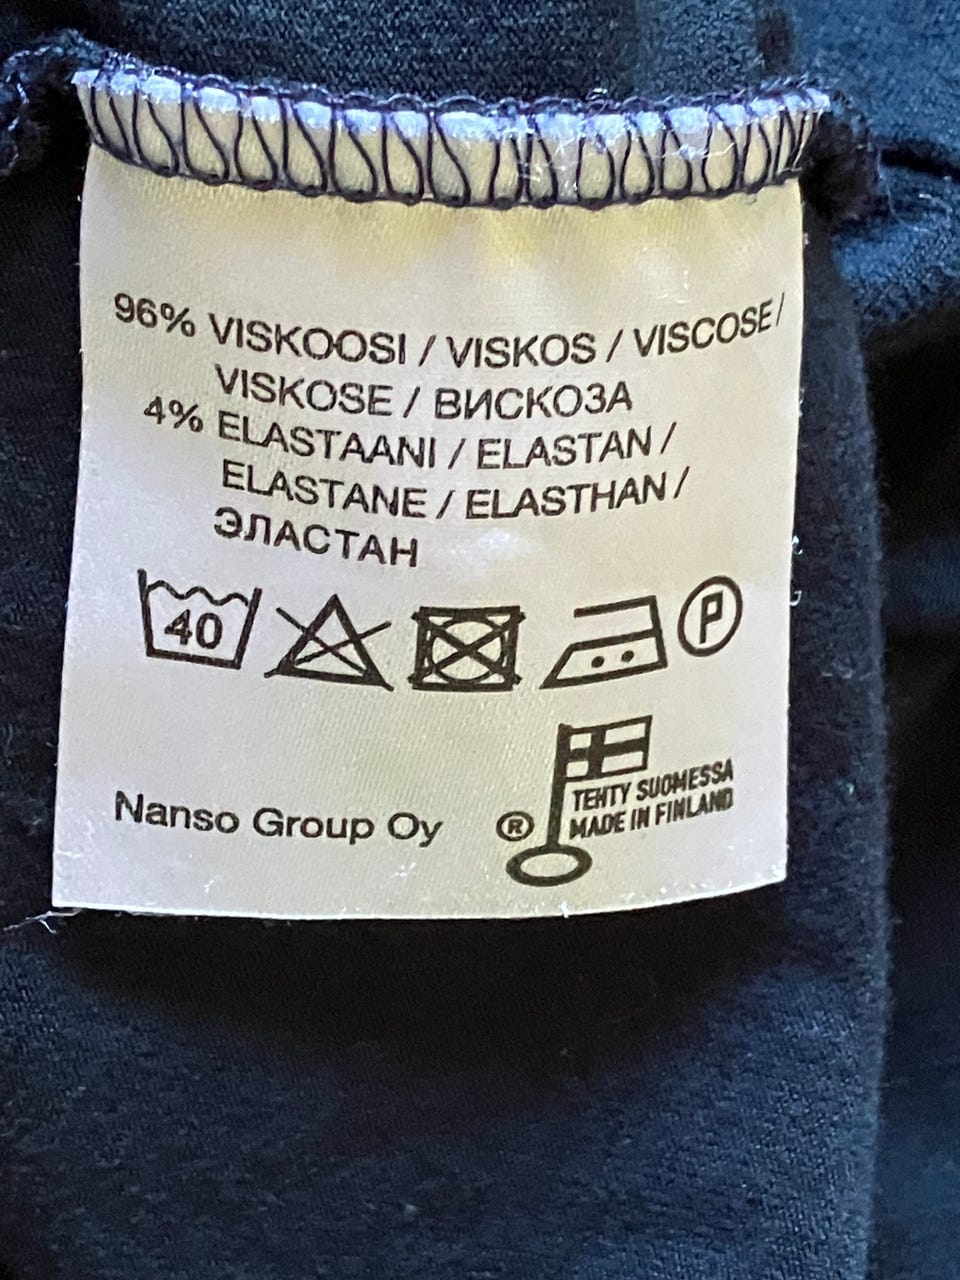 96% VISKOOSI / VISKOS / VISCOSE /
VISKOSE / ВИСКОЗА
4% ELASTAANI / ELASTAN /
ELASTANE / ELASTHAN /
ЭЛАСТАН
40
P
TEHTY SUOMESSA
Nanso Group Oy ® MADE IN FINLAND